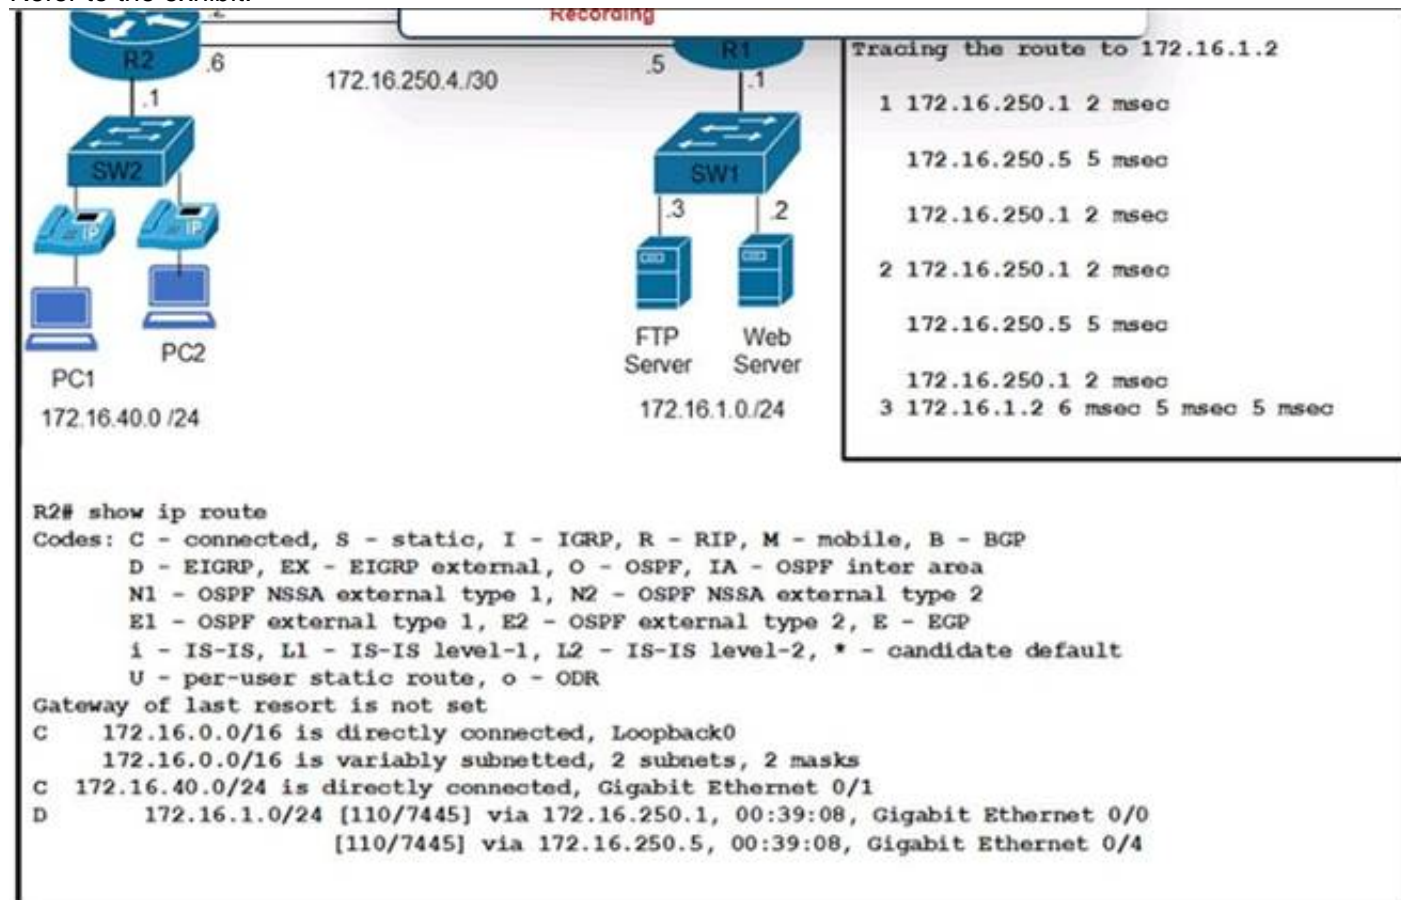 Refer to the exhibit.
Recording
R2
.6
172.16.250.4./30
.5
R1
.1
.1
SW2
SW1
.3
.2
IP
IP
PC1
PC2
172.16.40.0 /24
FTP Server
Web Server
172.16.1.0./24
Tracing the route to 172.16.1.2
1 172.16.250.1 2 msec
172.16.250.5 5 msec
172.16.250.1 2 msec
2 172.16.250.1 2 msec
172.16.250.5 5 msec
172.16.250.1 2 msec
3 172.16.1.2 6 msec 5 msec 5 msec
R2# show ip route
Codes: C - connected, S - static, I - IGRP, R - RIP, M - mobile, B - BGP
D - EIGRP, EX - EIGRP external, O - OSPF, IA - OSPF inter area
N1 - OSPF NSSA external type 1, N2 - OSPF NSSA external type 2
E1 - OSPF external type 1, E2 - OSPF external type 2, E - EGP
i - IS-IS, L1 - IS-IS level-1, L2 - IS-IS level-2, * - candidate default
U - per-user static route, o - ODR
Gateway of last resort is not set
C 172.16.0.0/16 is directly connected, Loopback0
172.16.0.0/16 is variably subnetted, 2 subnets, 2 masks
C 172.16.40.0/24 is directly connected, Gigabit Ethernet 0/1
D 172.16.1.0/24 [110/7445] via 172.16.250.1, 00:39:08, Gigabit Ethernet 0/0
[110/7445] via 172.16.250.5, 00:39:08, Gigabit Ethernet 0/4